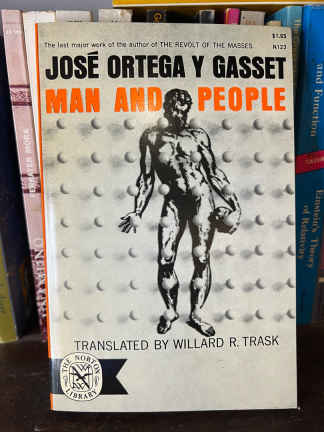 $1.95
The last major work of the author of THE REVOLT OF THE MASSES.
N123
JOSÉ ORTEGA Y GASSET
MAN AND PEOPLE
TRANSLATED BY WILLARD R. TRASK
THE NORTON
LIBRARY
Einstein's Theory
of Relativity
and Function